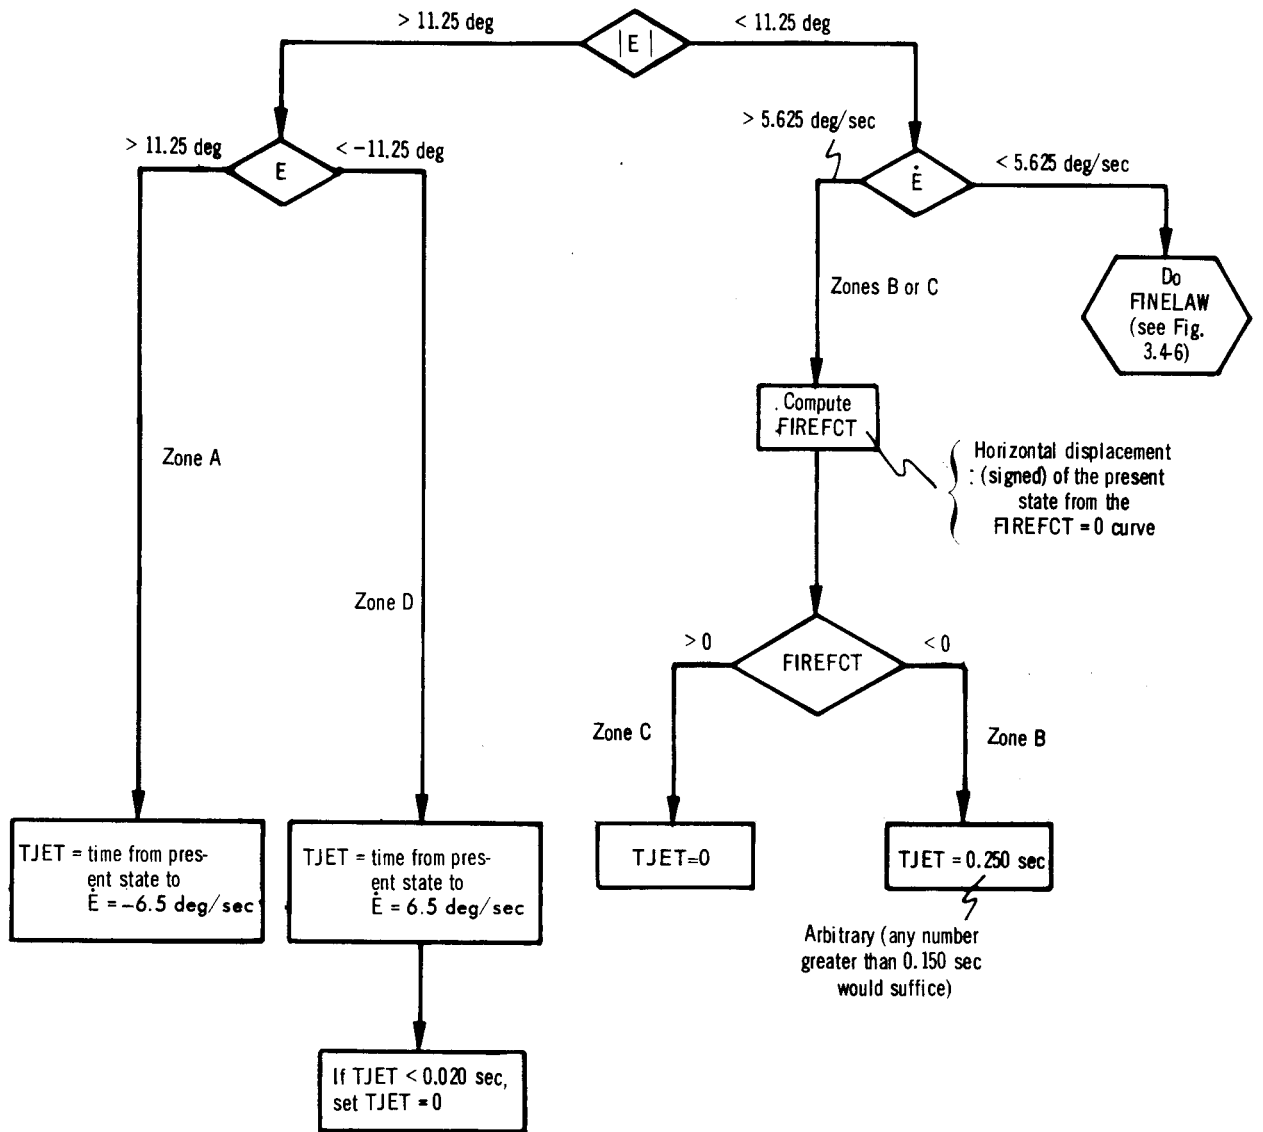 > 11.25 deg
|E|
< 11.25 deg
> 11.25 deg
E
< −11.25 deg
> 5.625 deg/sec
Ė
< 5.625 deg/sec
Do
FINELAW
(see Fig.
3.4-6)
Zones B or C
Compute
FIREFCT
Horizontal displacement
(signed) of the present
state from the
FIREFCT = 0 curve
Zone A
Zone D
> 0
FIREFCT
< 0
Zone C
Zone B
TJET = time from pres-
ent state to
Ė = −6.5 deg/sec
TJET = time from pres-
ent state to
Ė = 6.5 deg/sec
TJET=0
TJET = 0.250 sec
Arbitrary (any number
greater than 0.150 sec
would suffice)
If TJET < 0.020 sec,
set TJET = 0